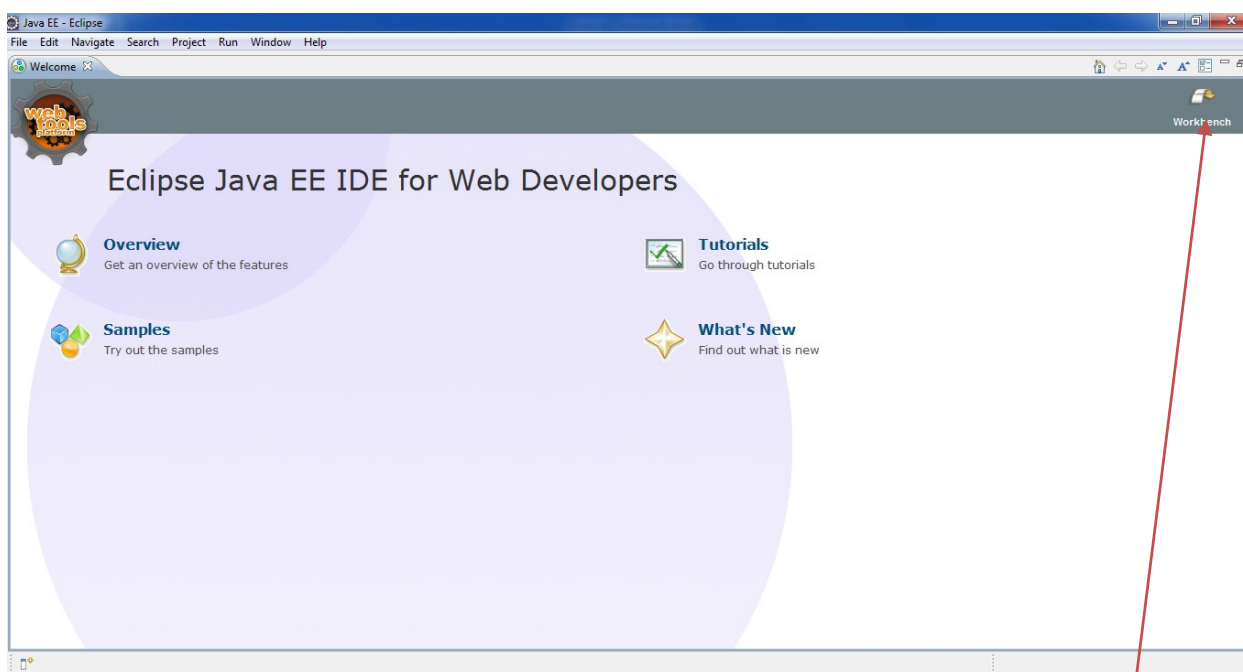 Java EE - Eclipse
File Edit Navigate Search Project Run Window Help
Welcome
web tools platform
Workbench
Eclipse Java EE IDE for Web Developers
Overview
Get an overview of the features
Tutorials
Go through tutorials
Samples
Try out the samples
What's New
Find out what is new